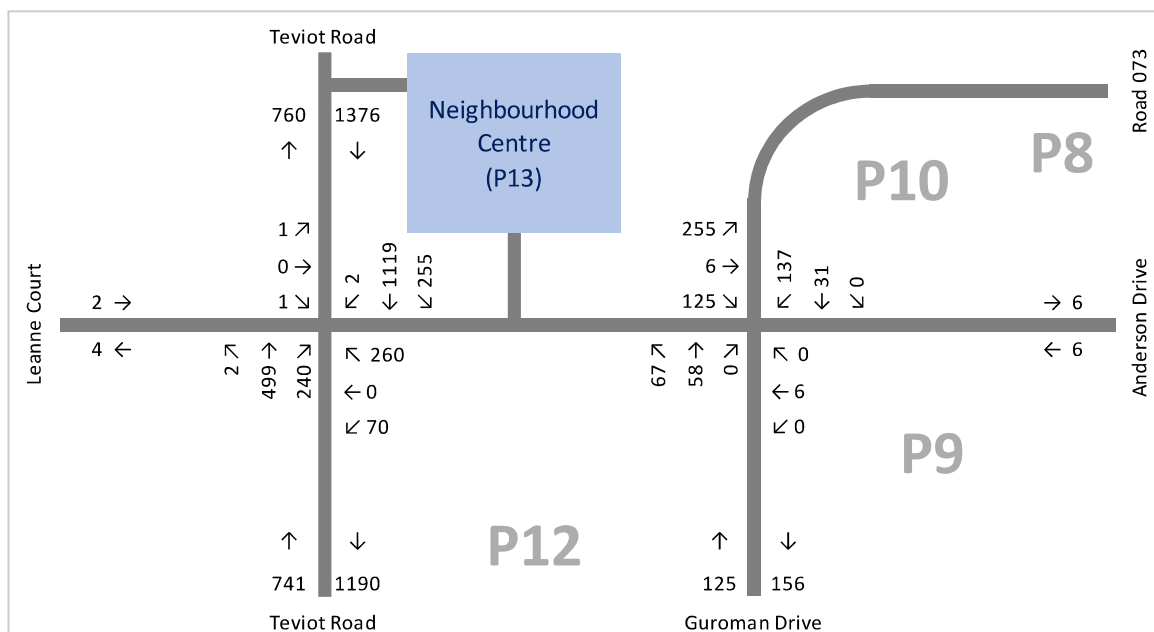 Teviot Road
760 1376
↑ ↓
Neighbourhood
Centre
(P13)
Road 073
P8
P10
1 ↗
0 →
1 ↘
↖ 2
← 1119
↙ 255
255 ↗
6 →
125 ↘
↖ 137
← 31
↙ 0
Leanne Court
2 →
4 ←
→ 6
← 6
Anderson Drive
2 ↖
499 →
240 ↗
↖ 260
← 0
↙ 70
67 ↖
58 →
0 ↗
↖ 0
← 6
↙ 0
P9
P12
↑ ↓
741 1190
Teviot Road
↑ ↓
125 156
Guroman Drive